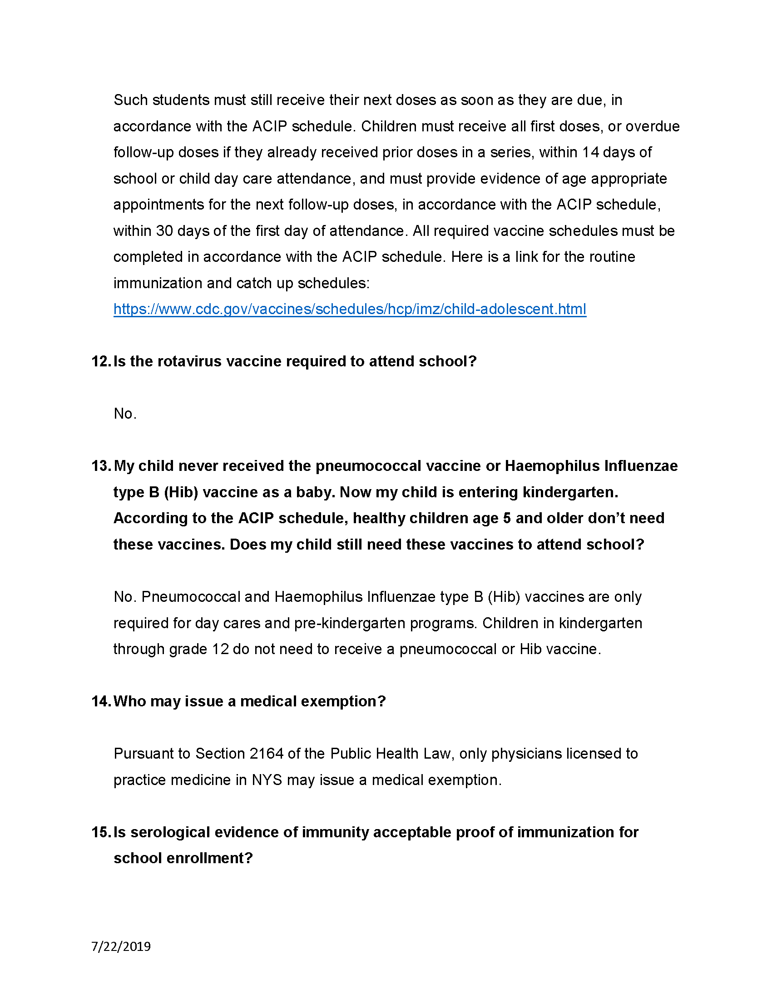 Such students must still receive their next doses as soon as they are due, in
accordance with the ACIP schedule. Children must receive all first doses, or overdue
follow-up doses if they already received prior doses in a series, within 14 days of
school or child day care attendance, and must provide evidence of age appropriate
appointments for the next follow-up doses, in accordance with the ACIP schedule,
within 30 days of the first day of attendance. All required vaccine schedules must be
completed in accordance with the ACIP schedule. Here is a link for the routine
immunization and catch up schedules:
https://www.cdc.gov/vaccines/schedules/hcp/imz/child-adolescent.html
12. Is the rotavirus vaccine required to attend school?
No.
13. My child never received the pneumococcal vaccine or Haemophilus Influenzae
type B (Hib) vaccine as a baby. Now my child is entering kindergarten.
According to the ACIP schedule, healthy children age 5 and older don’t need
these vaccines. Does my child still need these vaccines to attend school?
No. Pneumococcal and Haemophilus Influenzae type B (Hib) vaccines are only
required for day cares and pre-kindergarten programs. Children in kindergarten
through grade 12 do not need to receive a pneumococcal or Hib vaccine.
14. Who may issue a medical exemption?
Pursuant to Section 2164 of the Public Health Law, only physicians licensed to
practice medicine in NYS may issue a medical exemption.
15. Is serological evidence of immunity acceptable proof of immunization for
school enrollment?
7/22/2019